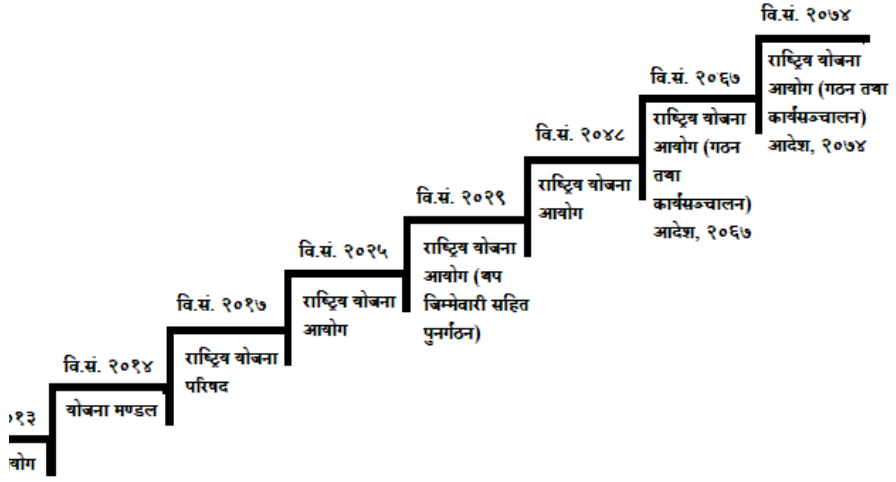 ०१३
योग
वि.सं. २०१४
योजना मण्डल
वि.सं. २०१७
राष्ट्रिय योजना
परिषद
वि.सं. २०२५
राष्ट्रिय योजना
आयोग
वि.सं. २०२९
राष्ट्रिय योजना
आयोग (थप
जिम्मेवारी सहित
पुनर्गठन)
वि.सं. २०४८
राष्ट्रिय योजना
आयोग
वि.सं. २०६७
राष्ट्रिय योजना
आयोग (गठन
तथा
कार्यसञ्चालन)
आदेश, २०६७
वि.सं. २०७४
राष्ट्रिय योजना
आयोग (गठन तथा
कार्यसञ्चालन)
आदेश, २०७४